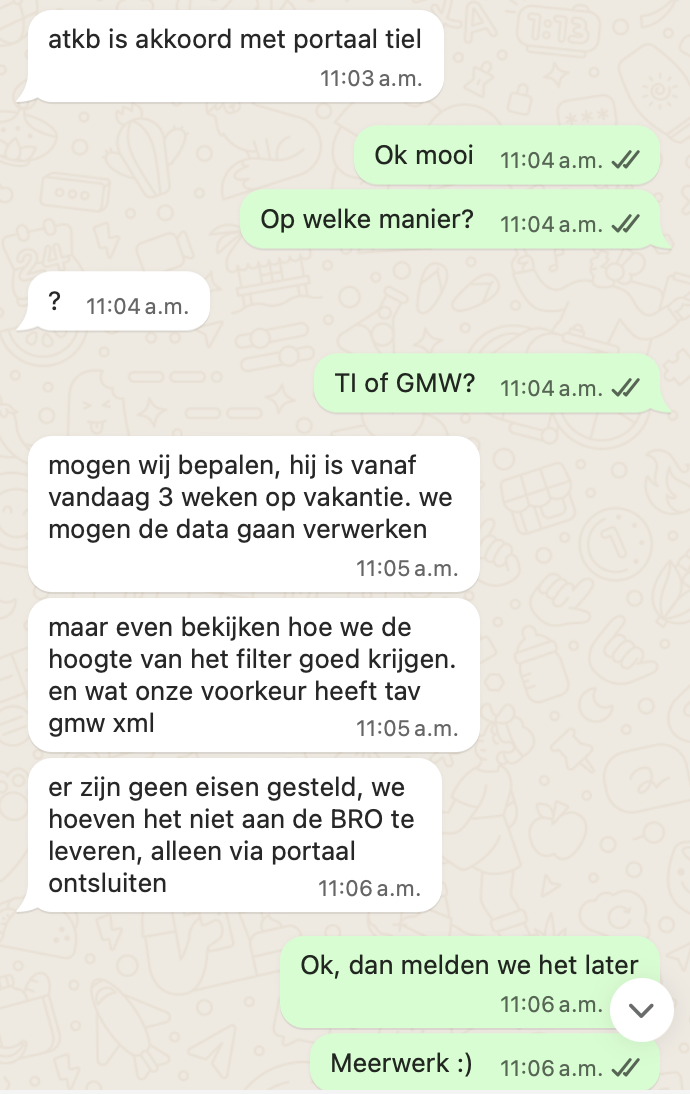 atkb is akkoord met portaal tiel
11:03 a.m.
Ok mooi 11:04 a.m.
Op welke manier? 11:04 a.m.
? 11:04 a.m.
TI of GMW? 11:04 a.m.
mogen wij bepalen, hij is vanaf
vandaag 3 weken op vakantie. we
mogen de data gaan verwerken
11:05 a.m.
maar even bekijken hoe we de
hoogte van het filter goed krijgen.
en wat onze voorkeur heeft tav
gmw xml 11:05 a.m.
er zijn geen eisen gesteld, we
hoeven het niet aan de BRO te
leveren, alleen via portaal
ontsluiten 11:06 a.m.
Ok, dan melden we het later
11:06 a.m.
Meerwerk :) 11:06 a.m.